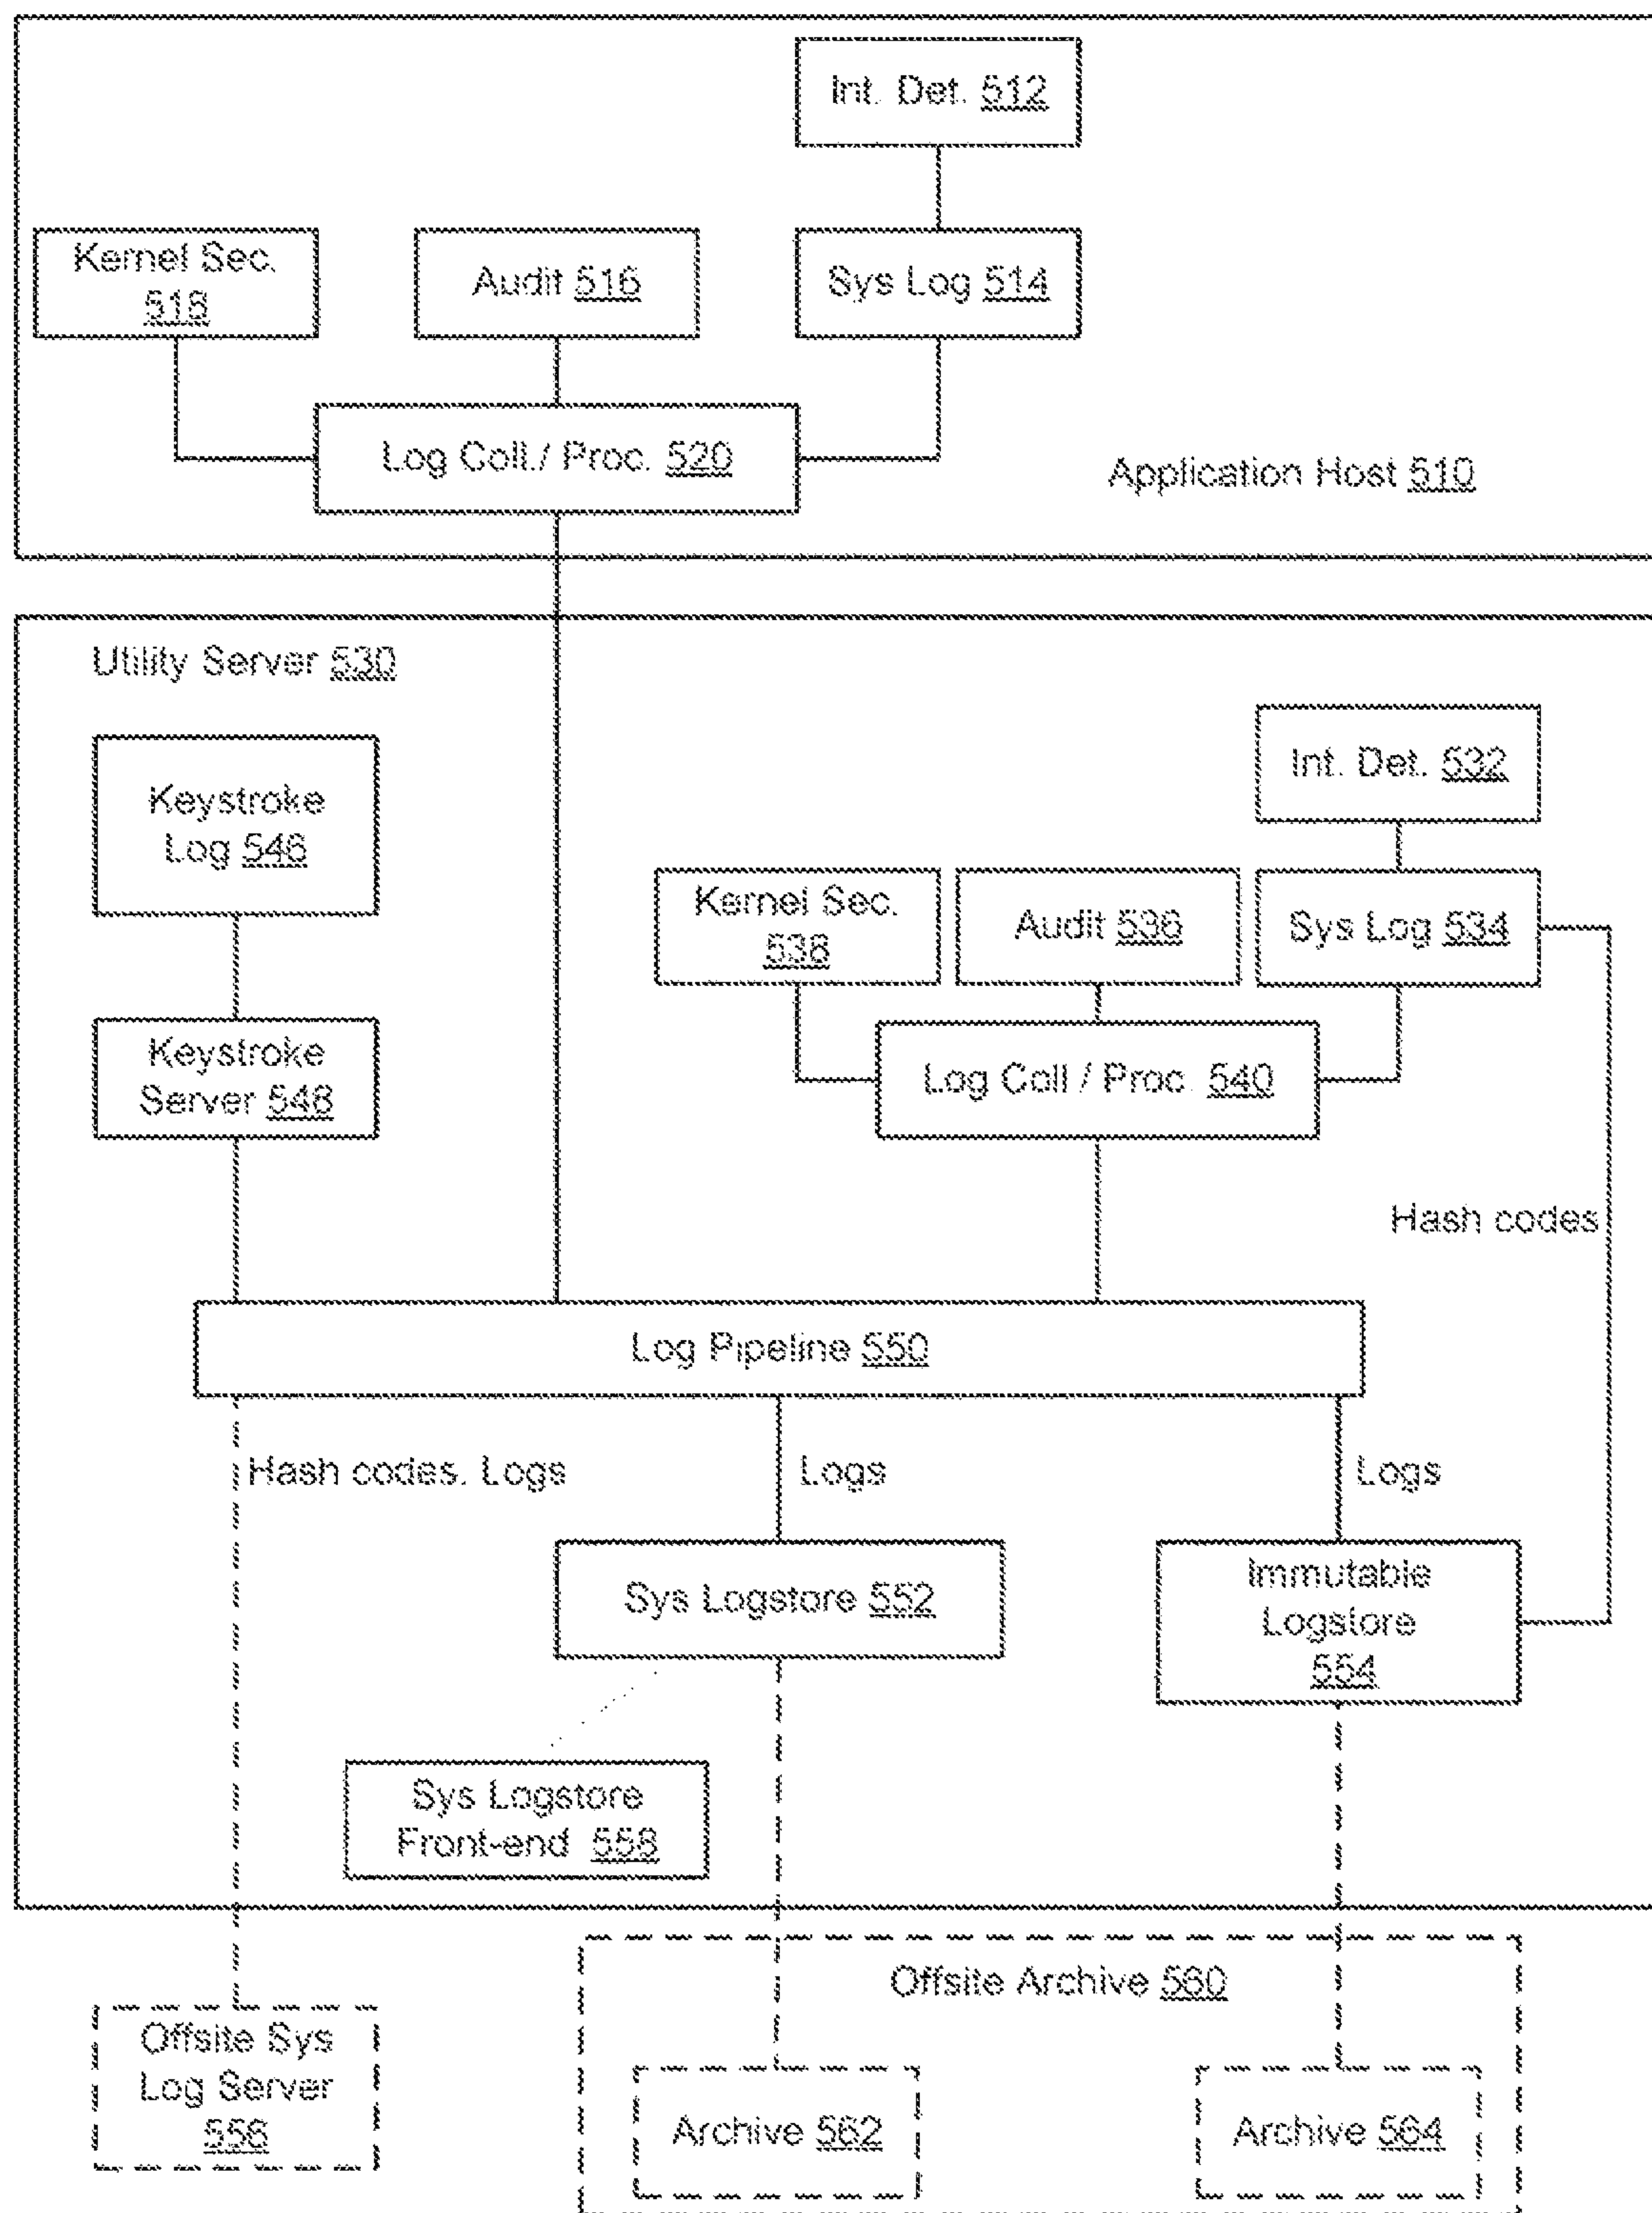 Int. Det. 512
Kernel Sec.
518
Audit 516
Sys Log 514
Log Coll./ Proc. 520
Application Host 510
Utility Server 530
Int. Det. 532
Keystroke
Log 546
Kernel Sec.
538
Audit 536
Sys Log 534
Keystroke
Server 548
Log Coll / Proc. 540
Hash codes
Log Pipeline 550
Hash codes. Logs
Logs
Logs
Sys Logstore 552
Immutable
Logstore
554
Sys Logstore
Front-end 558
Offsite Archive 560
Offsite Sys
Log Server
556
Archive 562
Archive 564